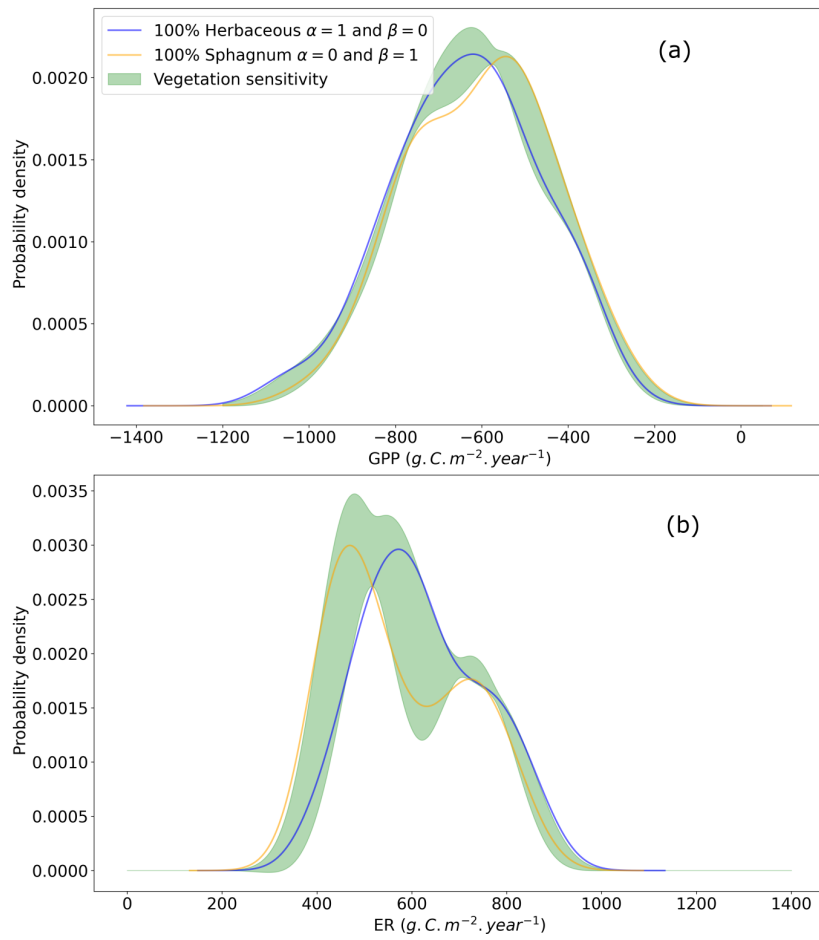 100% Herbaceous α = 1 and β = 0
100% Sphagnum α = 0 and β = 1
Vegetation sensitivity
(a)
Probability density
0.0020
0.0015
0.0010
0.0005
0.0000
−1400 −1200 −1000 −800 −600 −400 −200 0
GPP (g.C.m⁻².year⁻¹)
(b)
Probability density
0.0035
0.0030
0.0025
0.0020
0.0015
0.0010
0.0005
0.0000
0 200 400 600 800 1000 1200 1400
ER (g.C.m⁻².year⁻¹)